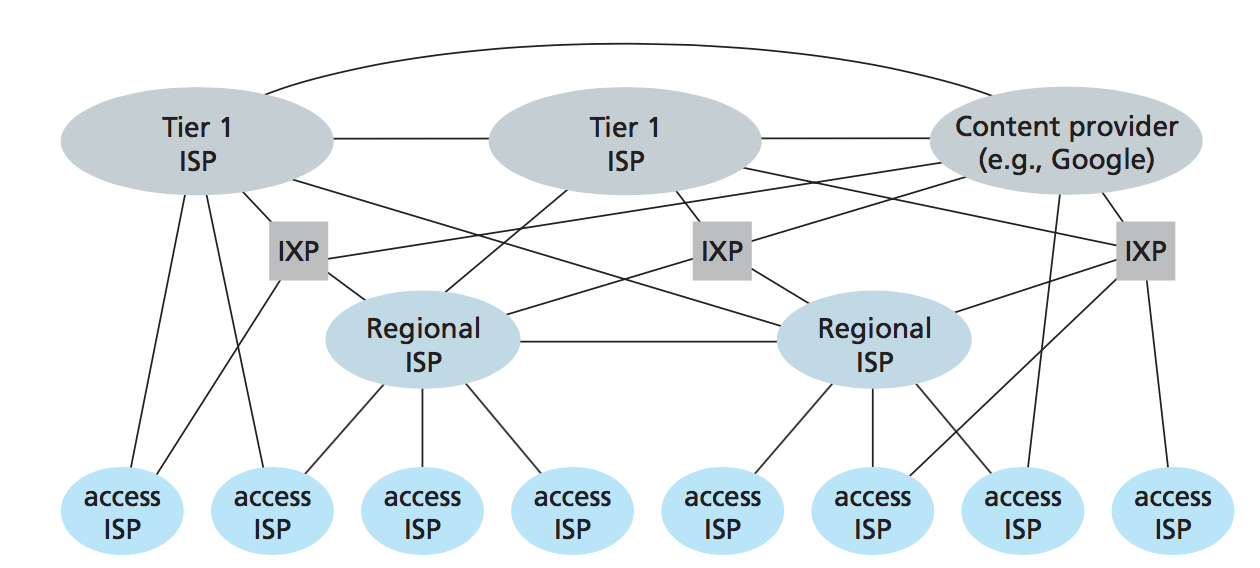 Tier 1
ISP
Tier 1
ISP
Content provider
(e.g., Google)
IXP
IXP
IXP
Regional
ISP
Regional
ISP
access
ISP
access
ISP
access
ISP
access
ISP
access
ISP
access
ISP
access
ISP
access
ISP